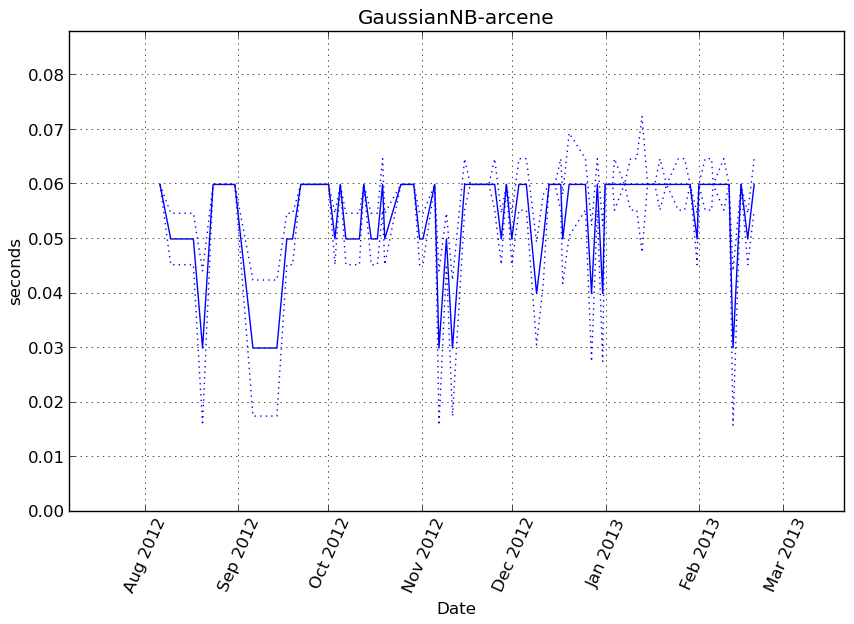 GaussianNB-arcene
0.08
0.07
0.06
0.05
0.04
0.03
0.02
0.01
0.00
seconds
Aug 2012
Sep 2012
Oct 2012
Nov 2012
Dec 2012
Jan 2013
Feb 2013
Mar 2013
Date